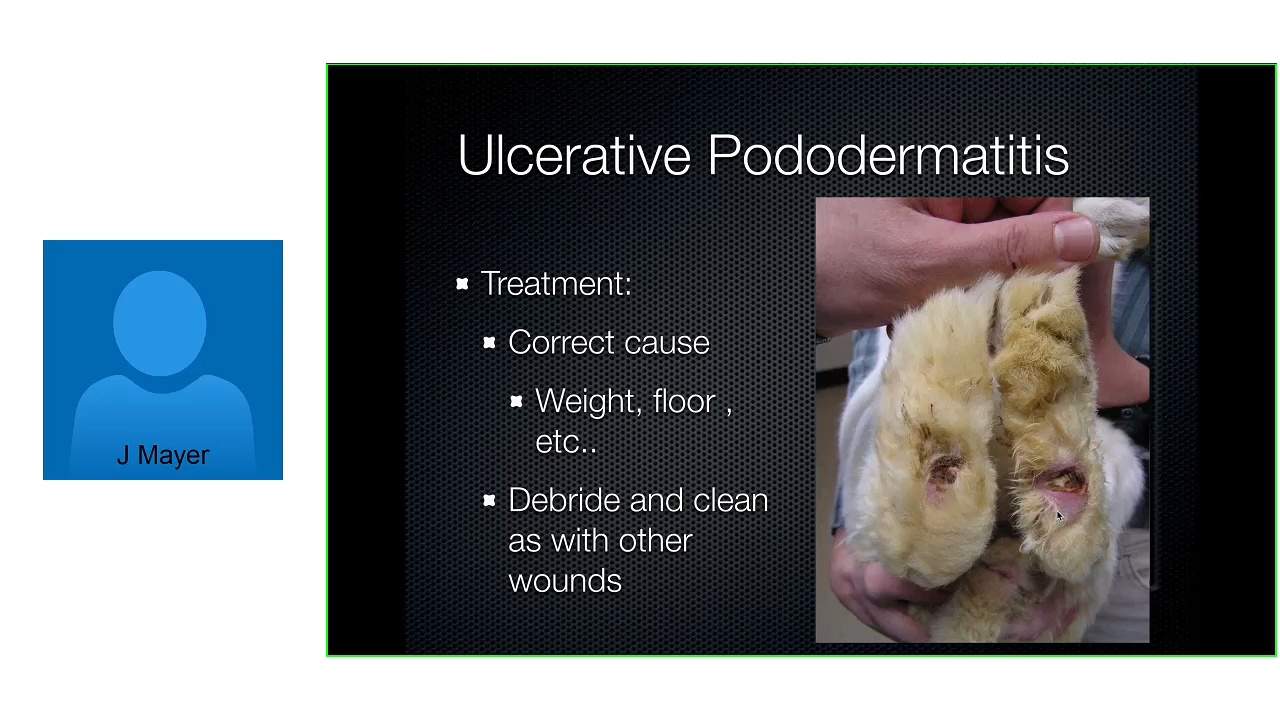 Ulcerative Pododermatitis
Treatment:
Correct cause
Weight, floor ,
etc..
Debride and clean
as with other
wounds
J Mayer